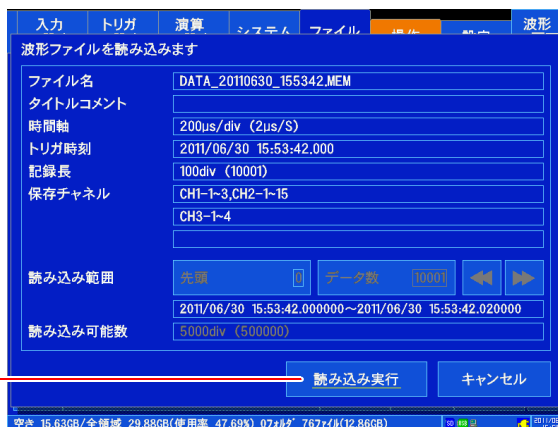 入力 トリガ 演算 システム ファイル 波形
波形ファイルを読み込みます
ファイル名 DATA_20110630_155342.MEM
タイトルコメント
時間軸 200µs/div (2µs/S)
トリガ時刻 2011/06/30 15:53:42.000
記録長 100div (10001)
保存チャネル CH1-1~3,CH2-1~15
CH3-1~4
読み込み範囲 先頭 0 データ数 10001
2011/06/30 15:53:42.000000～2011/06/30 15:53:42.020000
読み込み可能数 5000div (500000)
読み込み実行 キャンセル
空き 15.63GB/全領域 29.88GB(使用率 47.69%) 07ﾌｫﾙﾀﾞ 767ﾌｧｲﾙ(12.86GB)